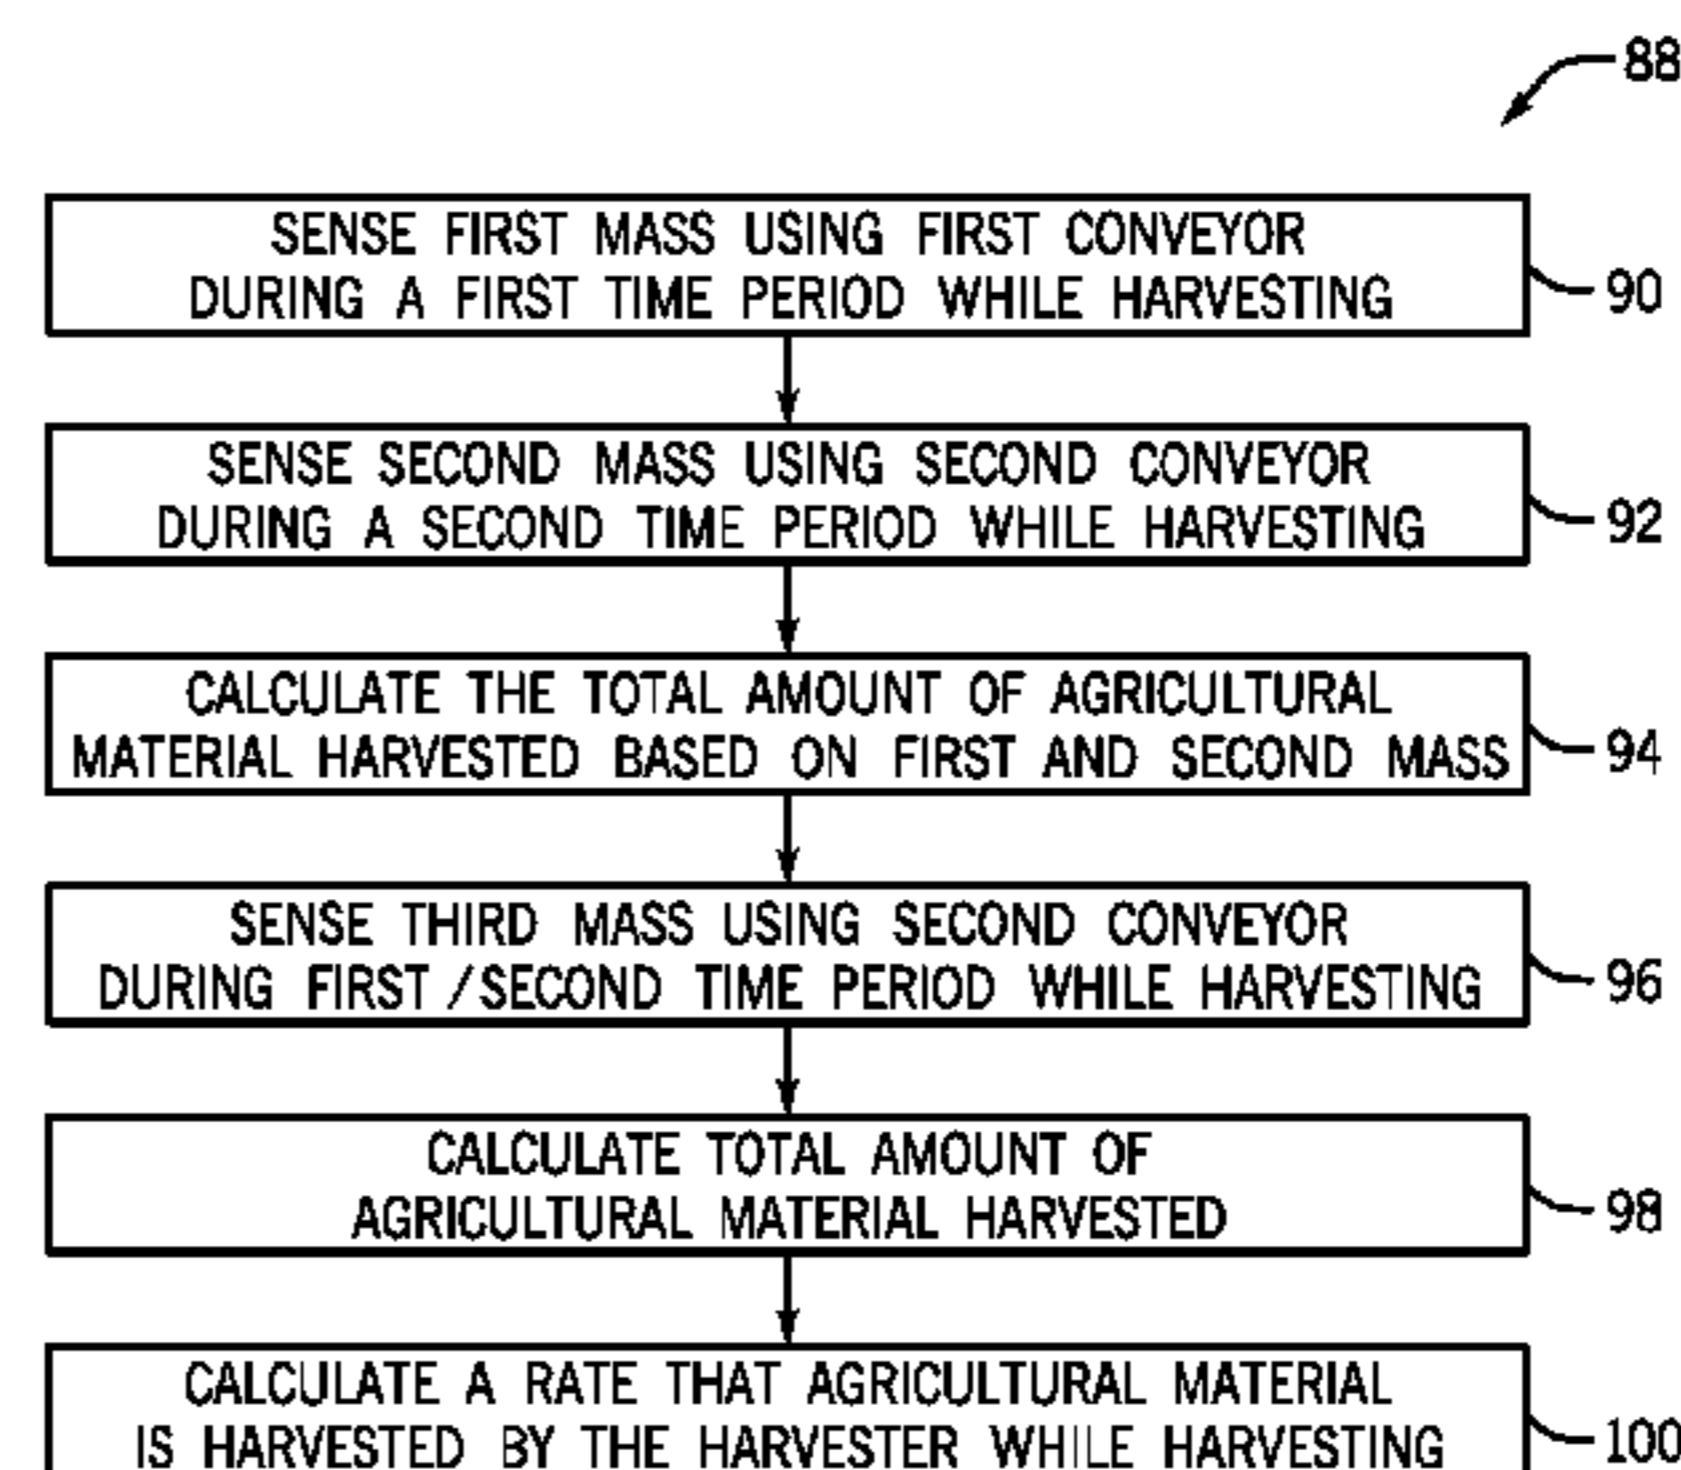 88
SENSE FIRST MASS USING FIRST CONVEYOR
DURING A FIRST TIME PERIOD WHILE HARVESTING
90
SENSE SECOND MASS USING SECOND CONVEYOR
DURING A SECOND TIME PERIOD WHILE HARVESTING
92
CALCULATE THE TOTAL AMOUNT OF AGRICULTURAL
MATERIAL HARVESTED BASED ON FIRST AND SECOND MASS
94
SENSE THIRD MASS USING SECOND CONVEYOR
DURING FIRST/SECOND TIME PERIOD WHILE HARVESTING
96
CALCULATE TOTAL AMOUNT OF
AGRICULTURAL MATERIAL HARVESTED
98
CALCULATE A RATE THAT AGRICULTURAL MATERIAL
IS HARVESTED BY THE HARVESTER WHILE HARVESTING
100